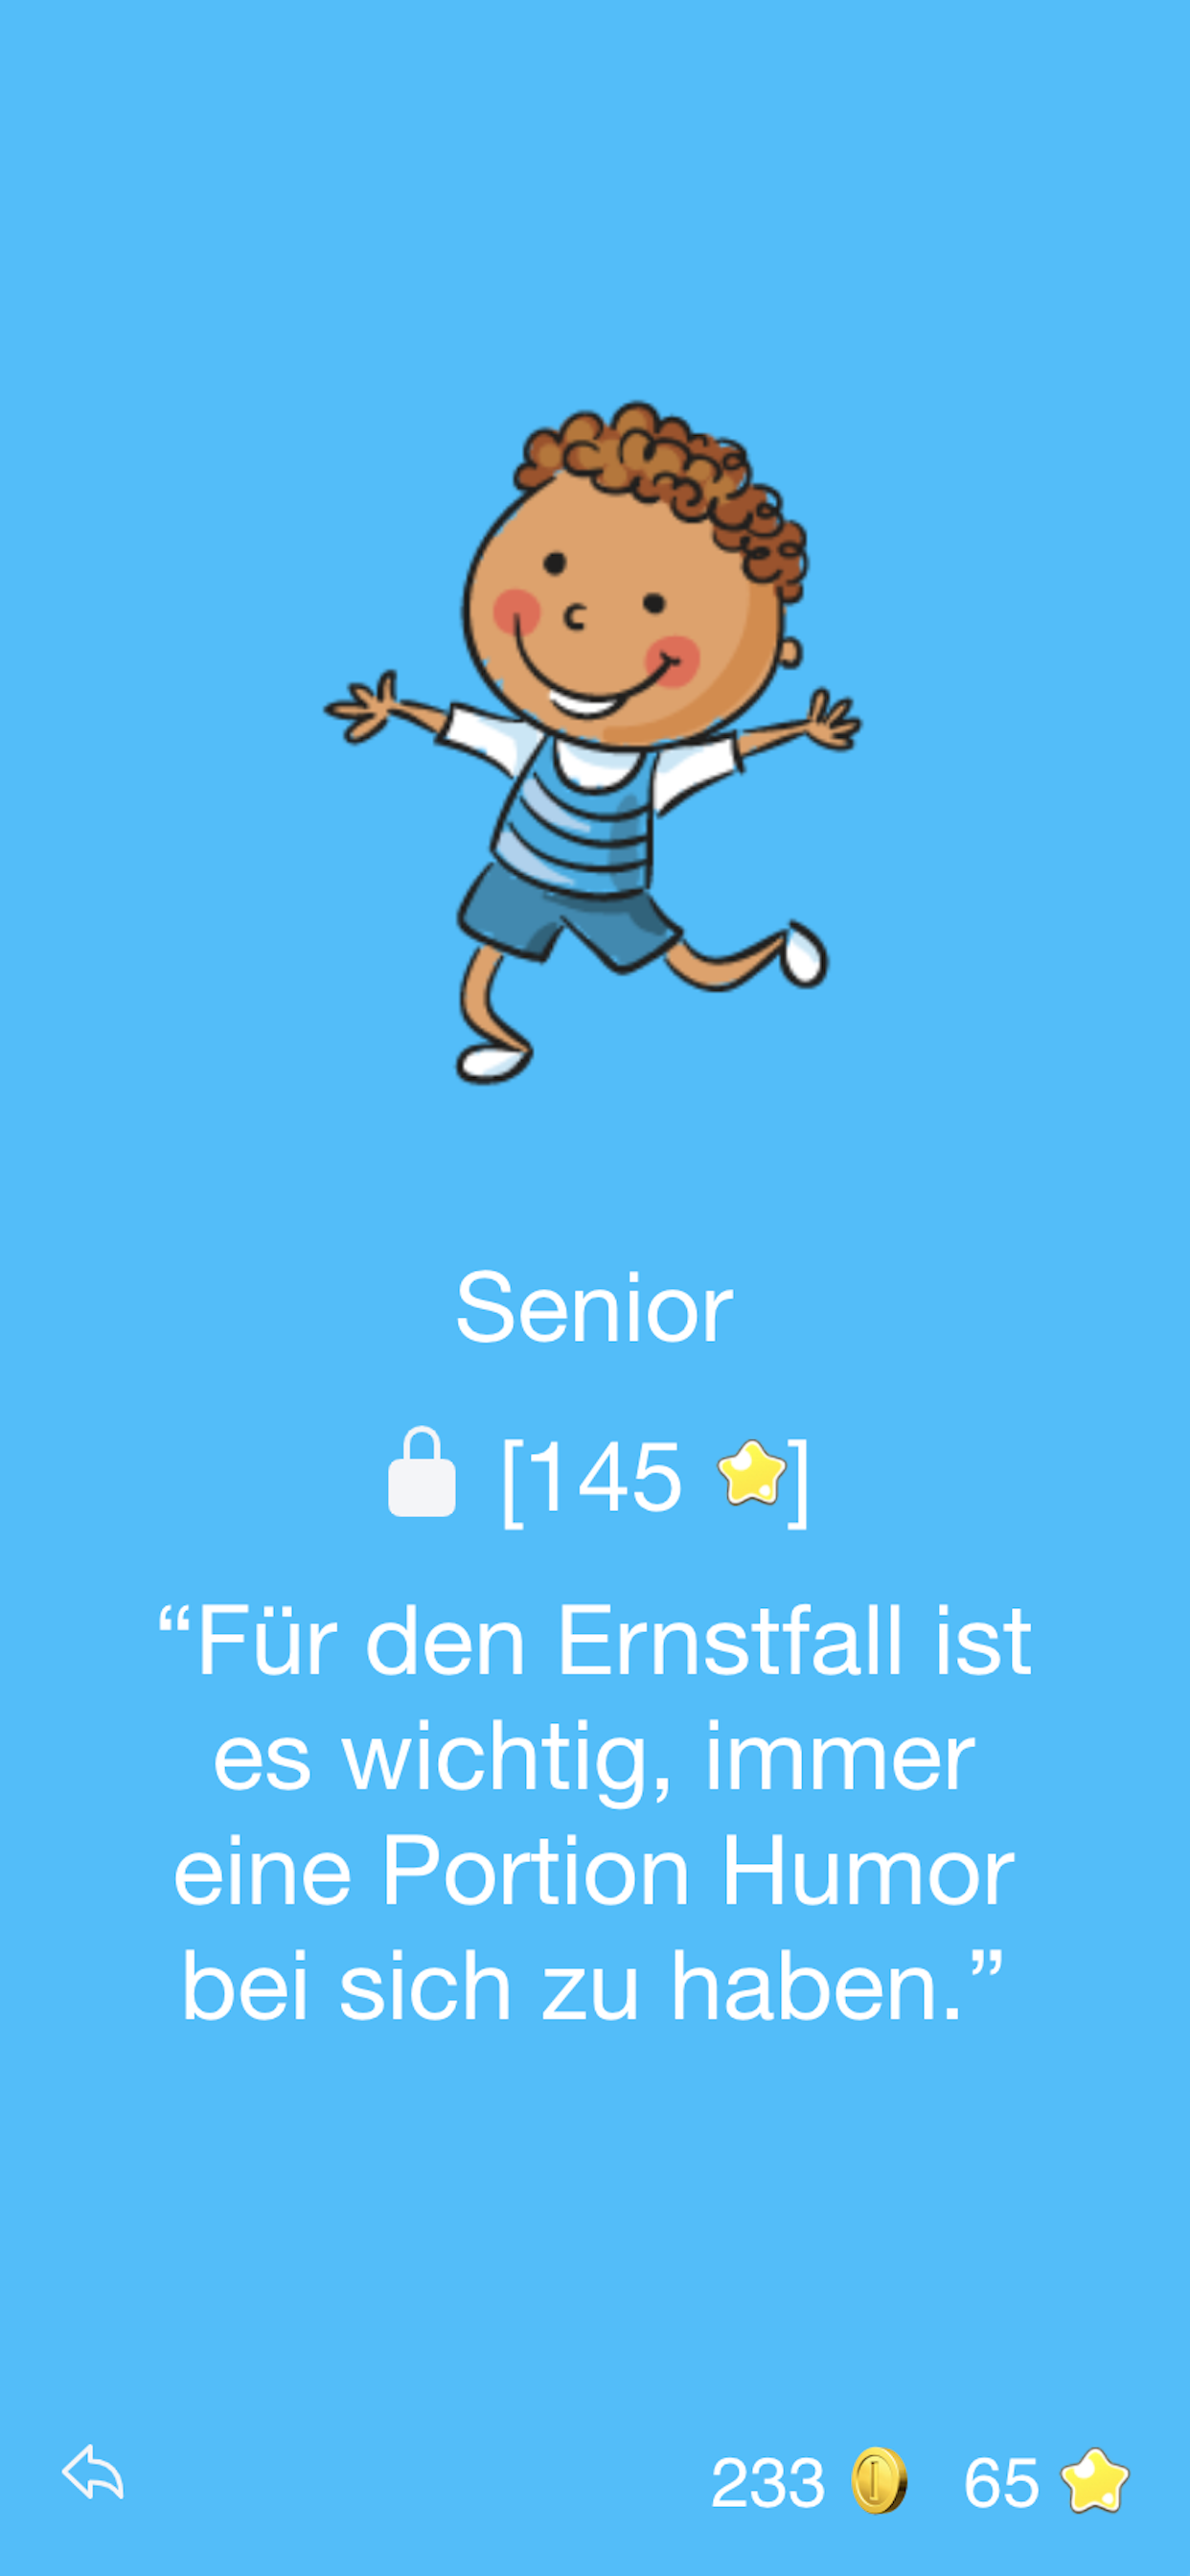 Senior
[145 ]
“Für den Ernstfall ist
es wichtig, immer
eine Portion Humor
bei sich zu haben.”
233 65